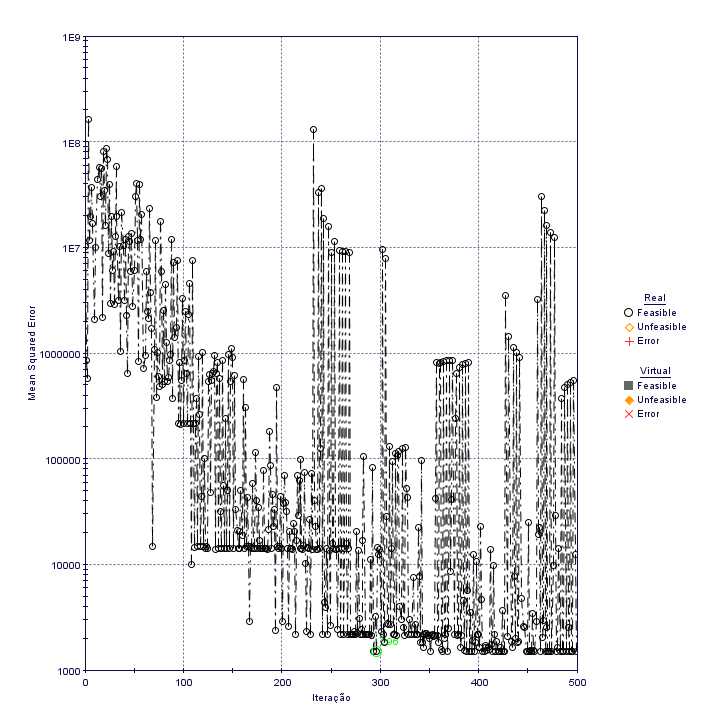 1E9
1E8
1E7
1000000
100000
10000
1000
Mean Squared Error
0
100
200
300
400
500
Iteração
Real
Feasible
Unfeasible
Error
Virtual
Feasible
Unfeasible
Error